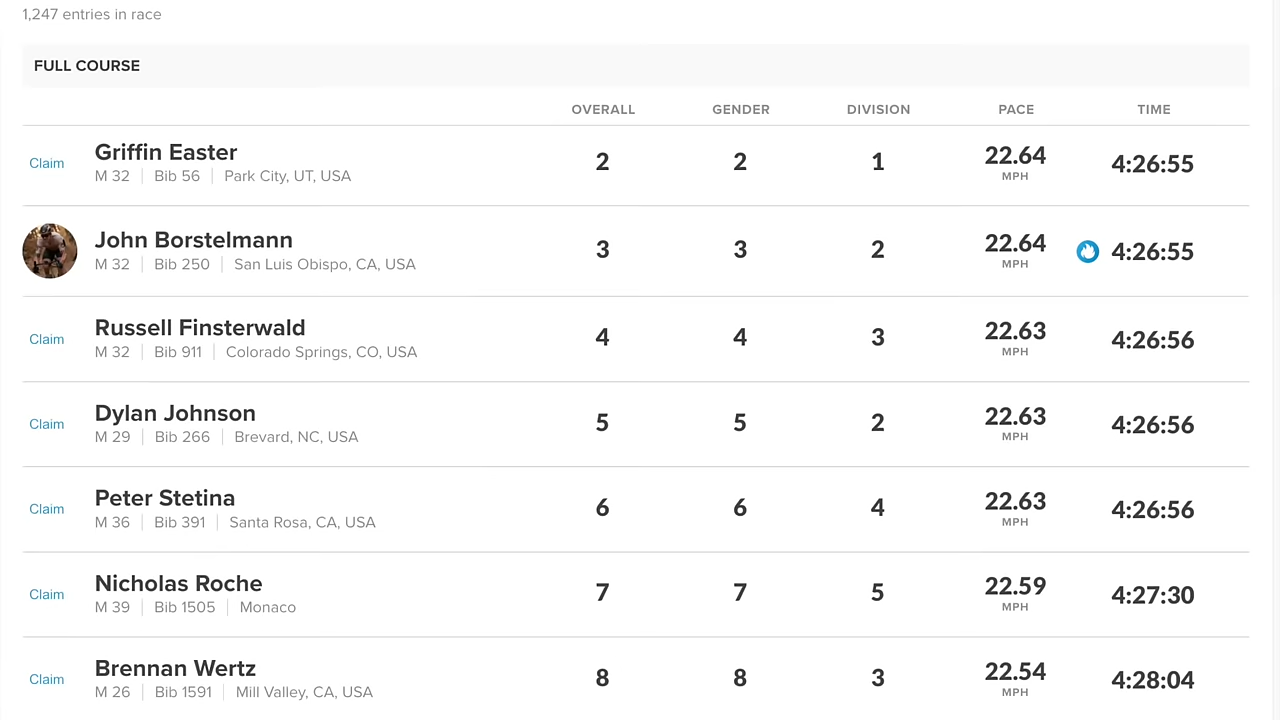 1,247 entries in race
FULL COURSE
OVERALL GENDER DIVISION PACE TIME
Claim Griffin Easter 2 2 1 22.64 4:26:55
M 32 | Bib 56 | Park City, UT, USA MPH
John Borstelmann 3 3 2 22.64 4:26:55
M 32 | Bib 250 | San Luis Obispo, CA, USA MPH
Claim Russell Finsterwald 4 4 3 22.63 4:26:56
M 32 | Bib 911 | Colorado Springs, CO, USA MPH
Claim Dylan Johnson 5 5 2 22.63 4:26:56
M 29 | Bib 266 | Brevard, NC, USA MPH
Claim Peter Stetina 6 6 4 22.63 4:26:56
M 36 | Bib 391 | Santa Rosa, CA, USA MPH
Claim Nicholas Roche 7 7 5 22.59 4:27:30
M 39 | Bib 1505 | Monaco MPH
Claim Brennan Wertz 8 8 3 22.54 4:28:04
M 26 | Bib 1591 | Mill Valley, CA, USA MPH